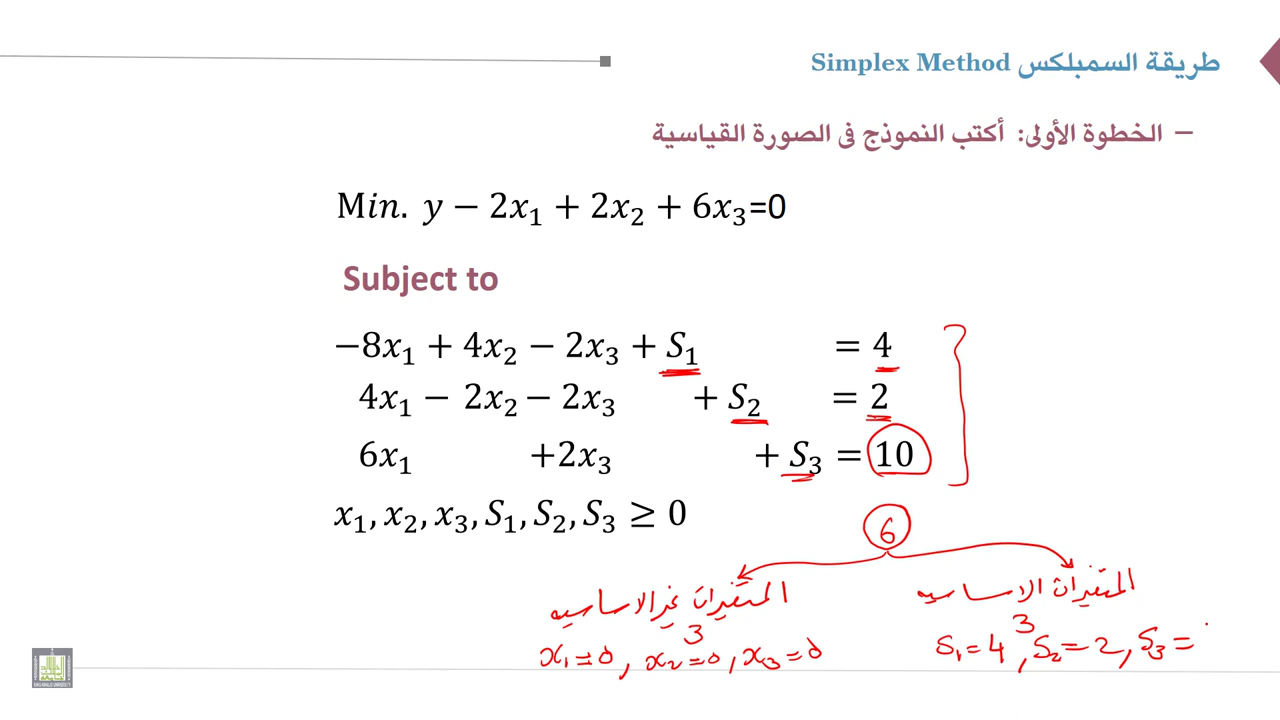 طريقة السمبلكس Simplex Method
– الخطوة الأولى: أكتب النموذج فى الصورة القياسية
Min. y − 2x₁ + 2x₂ + 6x₃=0
Subject to
−8x₁ + 4x₂ − 2x₃ + S₁ = 4
4x₁ − 2x₂ − 2x₃ + S₂ = 2
6x₁ +2x₃ + S₃ = 10
x₁, x₂, x₃, S₁, S₂, S₃ ≥ 0
6
المتغيرات الاساسيه
3
S₁ = 4, S₂ = 2, S₃ =
المتغيرات غير الاساسيه
3
x₁ = 0, x₂ = 0, x₃ = 0